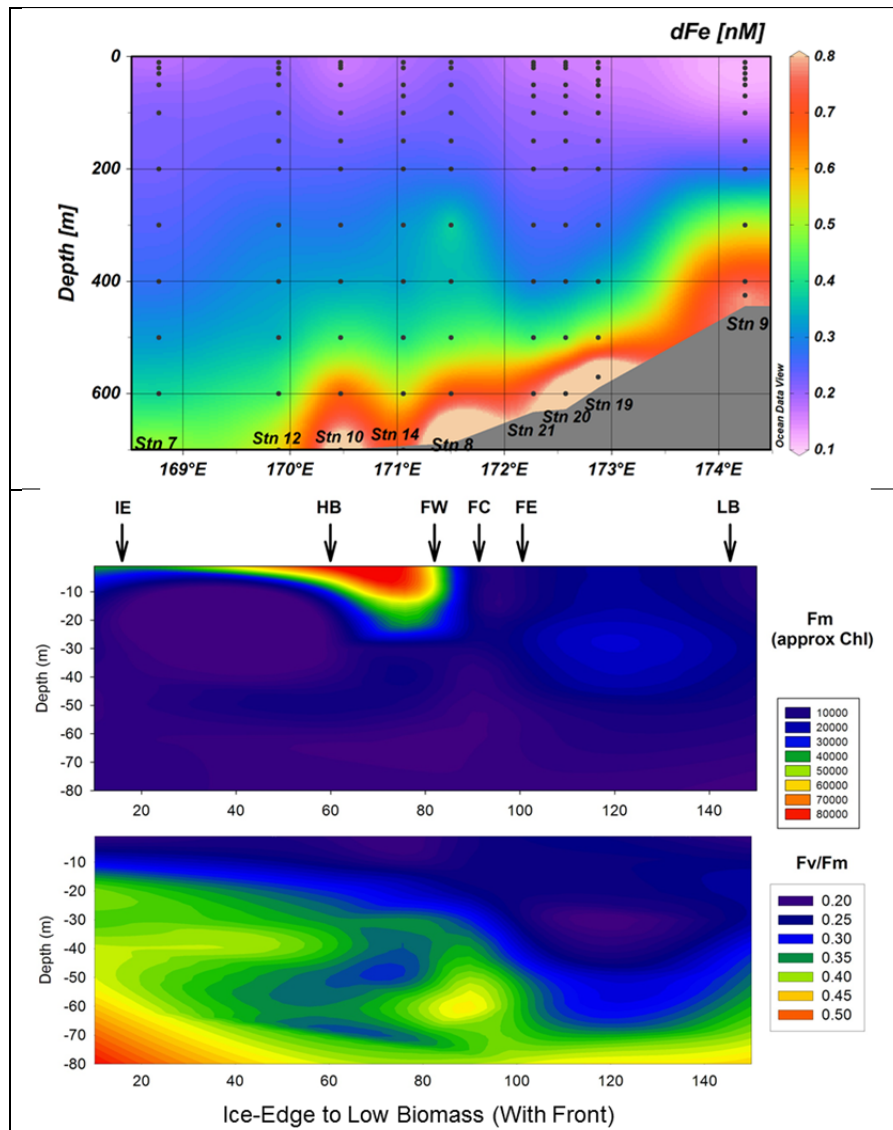 dFe [nM]
0
200
400
600
Depth [m]
0.8
0.7
0.6
0.5
0.4
0.3
0.2
0.1
Stn 7
Stn 12
Stn 10
Stn 14
Stn 8
Stn 21
Stn 20
Stn 19
Stn 9
Ocean Data View
169°E 170°E 171°E 172°E 173°E 174°E
IE HB FW FC FE LB
-10
-20
-30
-40
-50
-60
-70
-80
Depth (m)
20 40 60 80 100 120 140
Fm
(approx Chl)
10000
20000
30000
40000
50000
60000
70000
80000
-10
-20
-30
-40
-50
-60
-70
-80
Depth (m)
20 40 60 80 100 120 140
Fv/Fm
0.20
0.25
0.30
0.35
0.40
0.45
0.50
Ice-Edge to Low Biomass (With Front)